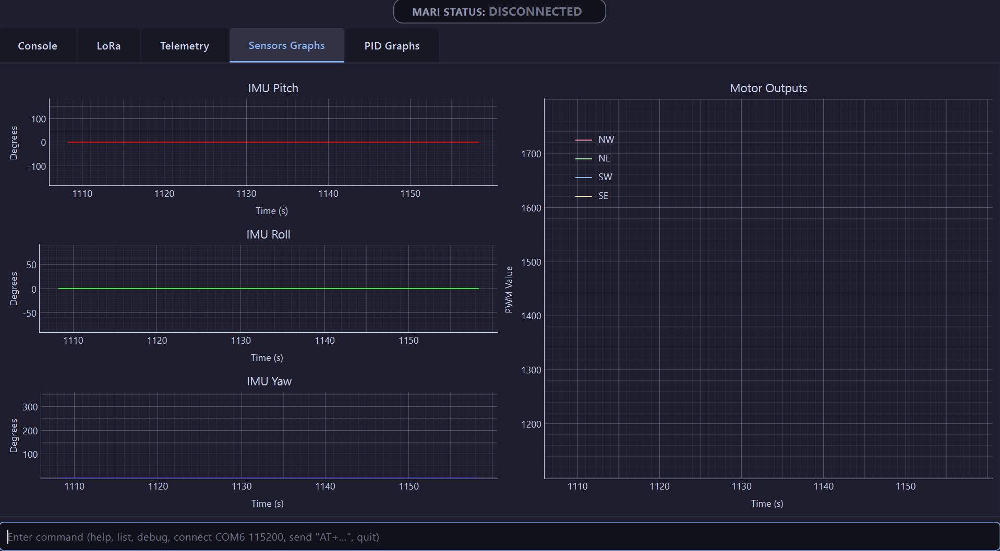 MARI STATUS: DISCONNECTED
Console
LoRa
Telemetry
Sensors Graphs
PID Graphs
IMU Pitch
Degrees
100
0
-100
1110 1120 1130 1140 1150
Time (s)
IMU Roll
Degrees
50
0
-50
1110 1120 1130 1140 1150
Time (s)
IMU Yaw
Degrees
300
200
100
1110 1120 1130 1140 1150
Time (s)
Motor Outputs
PWM Value
1700
1600
1500
1400
1300
1200
NW
NE
SW
SE
1110 1120 1130 1140 1150
Time (s)
Enter command (help, list, debug, connect COM6 115200, send "AT+...", quit)